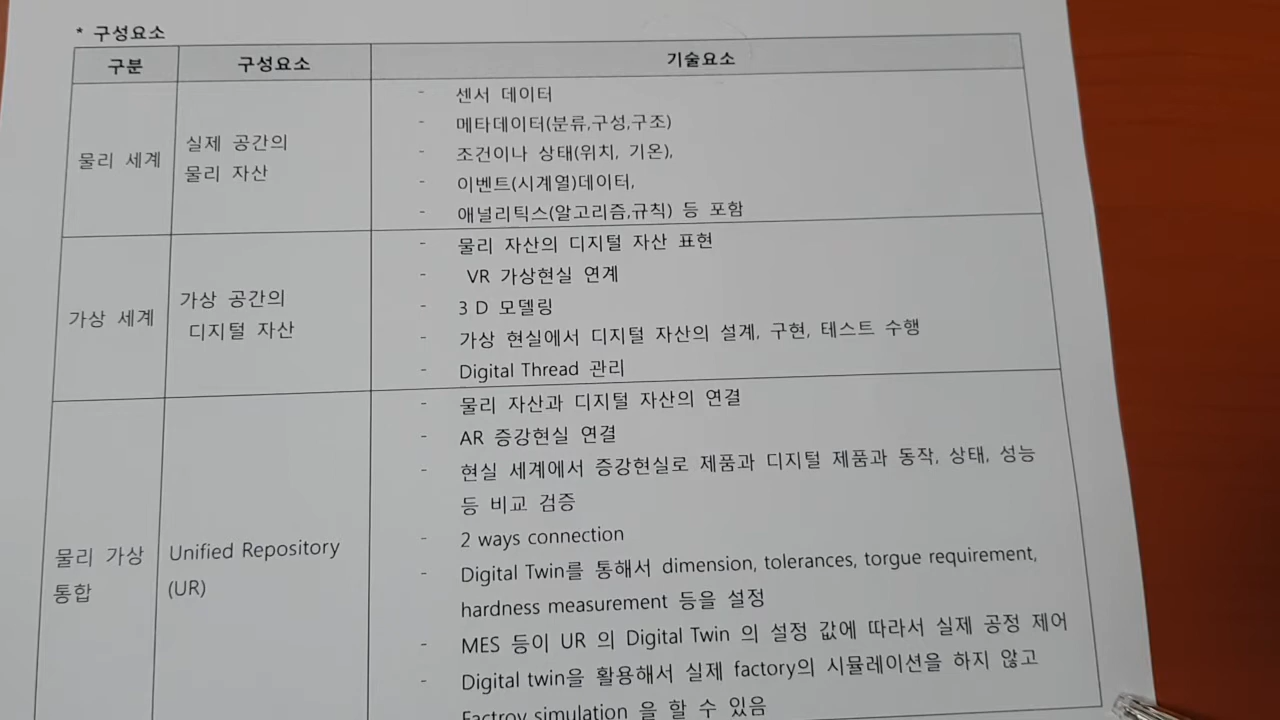 * 구성요소
구분 구성요소 기술요소
물리 세계
실제 공간의
물리 자산
- 센서 데이터
- 메타데이터(분류,구성,구조)
- 조건이나 상태(위치, 기온),
- 이벤트(시계열)데이터,
- 애널리틱스(알고리즘,규칙) 등 포함
가상 세계
가상 공간의
디지털 자산
- 물리 자산의 디지털 자산 표현
- VR 가상현실 연계
- 3 D 모델링
- 가상 현실에서 디지털 자산의 설계, 구현, 테스트 수행
- Digital Thread 관리
물리 가상
통합
Unified Repository
(UR)
- 물리 자산과 디지털 자산의 연결
- AR 증강현실 연결
- 현실 세계에서 증강현실로 제품과 디지털 제품과 동작, 상태, 성능
등 비교 검증
- 2 ways connection
- Digital Twin를 통해서 dimension, tolerances, torgue requirement,
hardness measurement 등을 설정
- MES 등이 UR 의 Digital Twin 의 설정 값에 따라서 실제 공정 제어
- Digital twin을 활용해서 실제 factory의 시뮬레이션을 하지 않고
Factroy simulation 을 할 수 있음